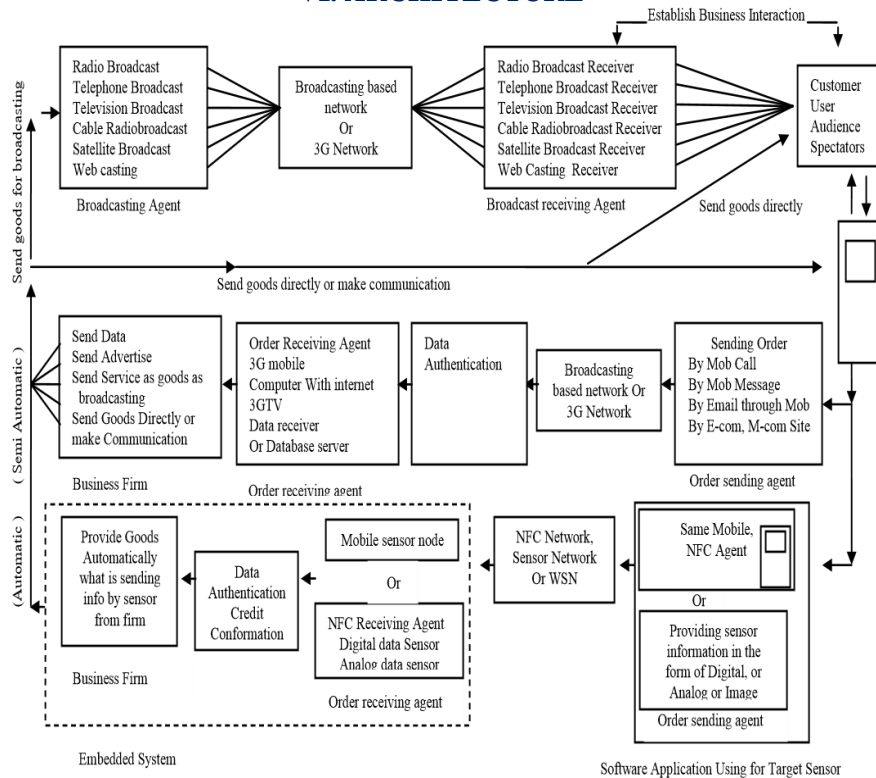 VI. ARCHITECTURE
Establish Business Interaction
Send goods for broadcasting
Radio Broadcast
Telephone Broadcast
Television Broadcast
Cable Radiobroadcast
Satellite Broadcast
Web casting
Broadcasting Agent
Broadcasting based
network
Or
3G Network
Radio Broadcast Receiver
Telephone Broadcast Receiver
Television Broadcast Receiver
Cable Radiobroadcast Receiver
Satellite Broadcast Receiver
Web Casting Receiver
Broadcast receiving Agent
Customer
User
Audience
Spectators
Send goods directly
Send goods directly or make communication
( Semi Automatic )
Send Data
Send Advertise
Send Service as goods as
broadcasting
Send Goods Directly or
make Communication
Business Firm
Order Receiving Agent
3G mobile
Computer With internet
3GTV
Data receiver
Or Database server
Order receiving agent
Data
Authentication
Broadcasting
based network Or
3G Network
Sending Order
By Mob Call
By Mob Message
By Email through Mob
By E-com, M-com Site
Order sending agent
(Automatic )
Provide Goods
Automatically
what is sending
info by sensor
from firm
Business Firm
Data
Authentication
Credit
Conformation
Mobile sensor node
Or
NFC Receiving Agent
Digital data Sensor
Analog data sensor
Order receiving agent
NFC Network,
Sensor Network
Or WSN
Same Mobile,
NFC Agent
Or
Providing sensor
information in the
form of Digital, or
Analog or Image
Order sending agent
Embedded System
Software Application Using for Target Sensor